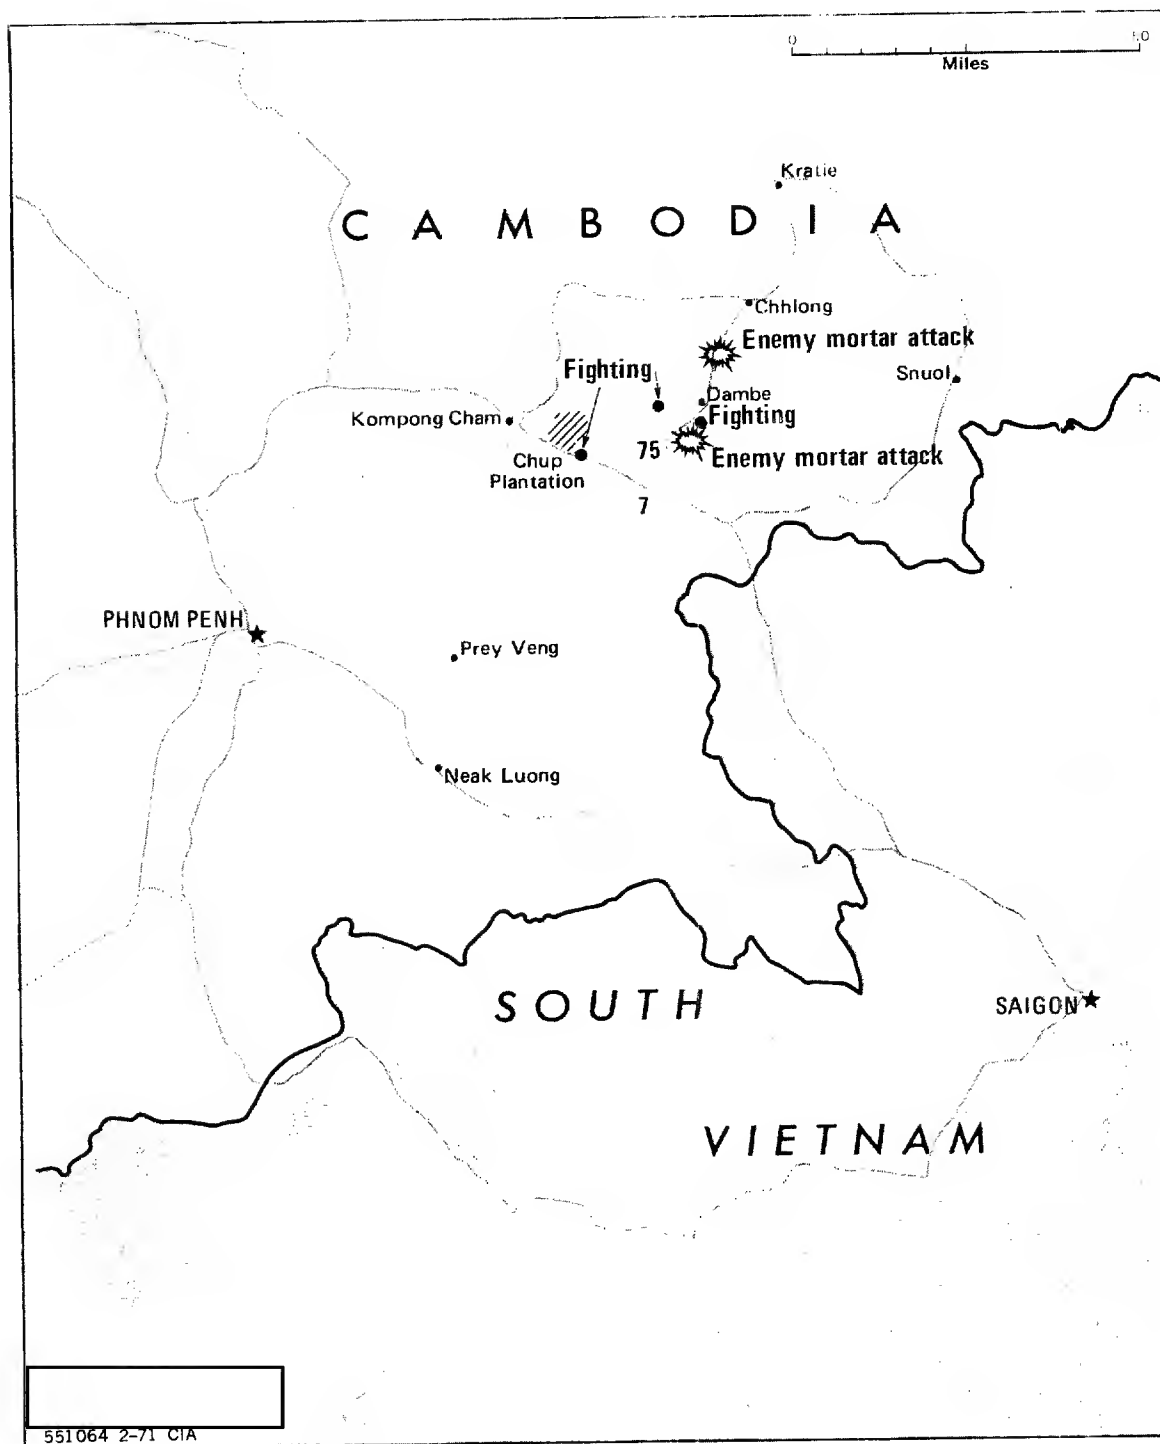 0 50
Miles
Kratie
CAMBODIA
Chhlong
Enemy mortar attack
Fighting
Snuol
Dambe
Kompong Cham
Fighting
75
Enemy mortar attack
Chup
Plantation
7
PHNOM PENH
Prey Veng
Neak Luong
SOUTH
SAIGON
VIETNAM
551064 2-71 CIA